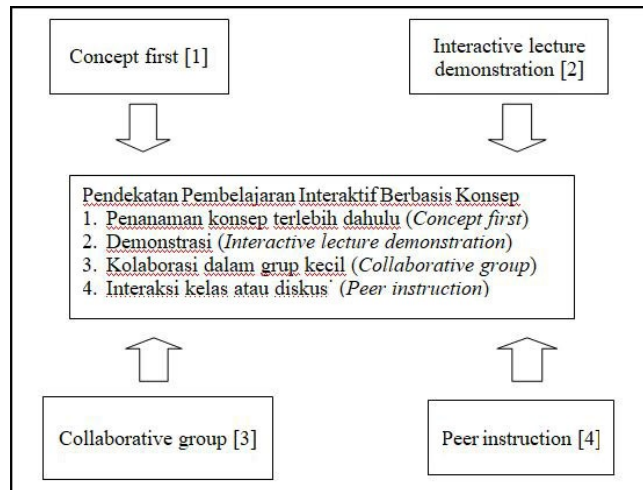 Concept first [1]
Interactive lecture
demonstration [2]
Pendekatan Pembelajaran Interaktif Berbasis Konsep
1. Penanaman konsep terlebih dahulu (Concept first)
2. Demonstrasi (Interactive lecture demonstration)
3. Kolaborasi dalam grup kecil (Collaborative group)
4. Interaksi kelas atau diskus (Peer instruction)
Collaborative group [3]
Peer instruction [4]